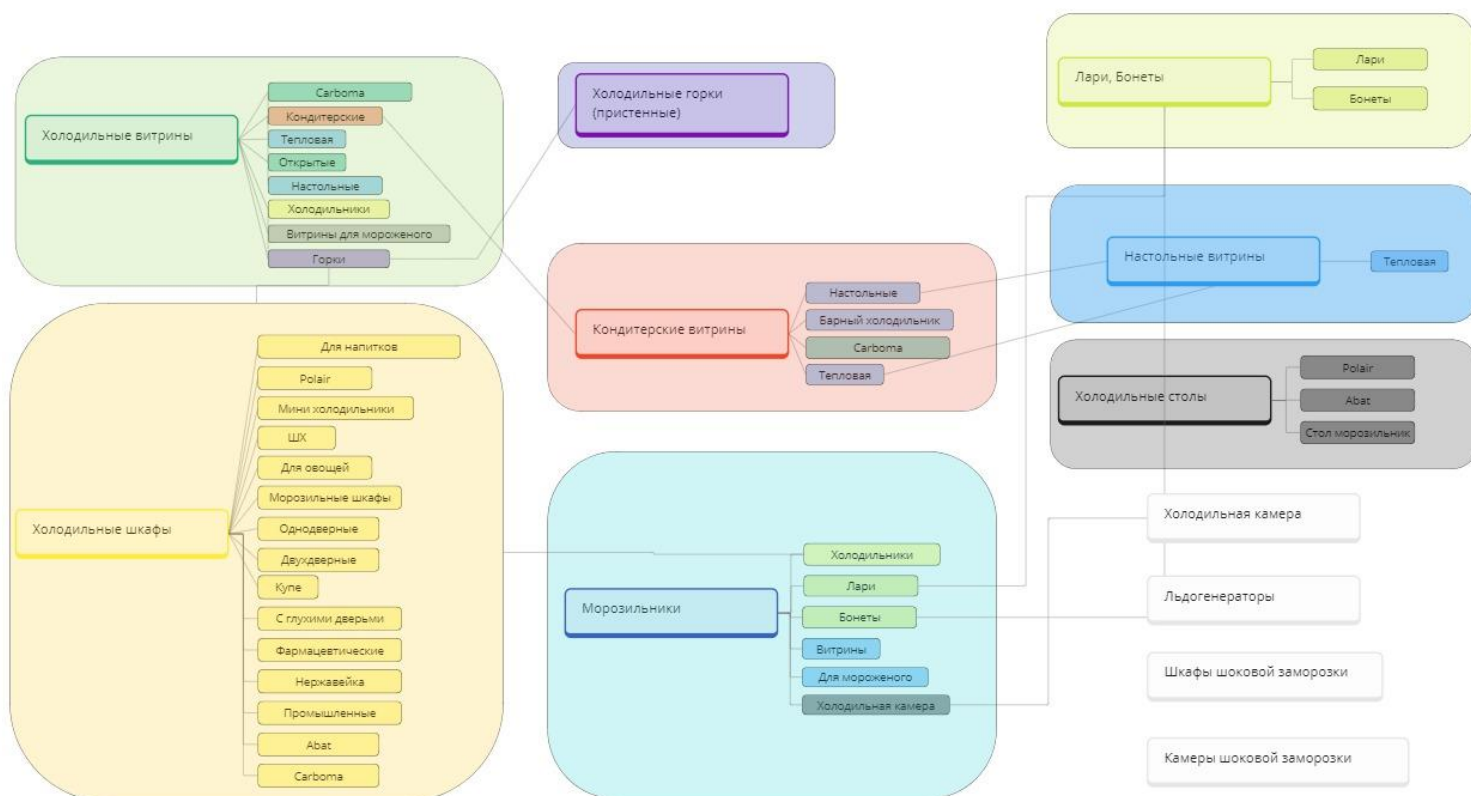 Холодильные витрины
Carboma
Кондитерские
Тепловая
Открытые
Настольные
Холодильники
Витрины для мороженого
Горки
Холодильные горки
(пристенные)
Лари, Бонеты
Лари
Бонеты
Кондитерские витрины
Настольные
Барный холодильник
Carboma
Тепловая
Настольные витрины
Тепловая
Холодильные столы
Polair
Abat
Стол морозильник
Холодильные шкафы
Для напитков
Polair
Мини холодильники
ШХ
Для овощей
Морозильные шкафы
Однодверные
Двухдверные
Купе
С глухими дверьми
Фармацевтические
Нержавейка
Промышленные
Abat
Carboma
Морозильники
Холодильники
Лари
Бонеты
Витрины
Для мороженого
Холодильная камера
Холодильная камера
Льдогенераторы
Шкафы шоковой заморозки
Камеры шоковой заморозки